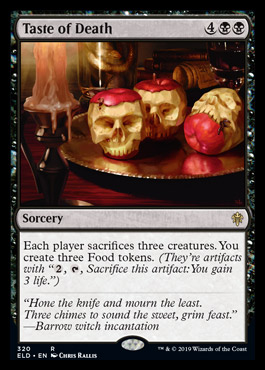 Taste of Death 4
Sorcery
Each player sacrifices three creatures. You
create three Food tokens. (They're artifacts
with “2, , Sacrifice this artifact: You gain
3 life.”)
“Hone the knife and mourn the least.
Three chimes to sound the sweet, grim feast.”
—Barrow witch incantation
320 R
ELD • EN Chris Rallis
™ & © 2019 Wizards of the Coast